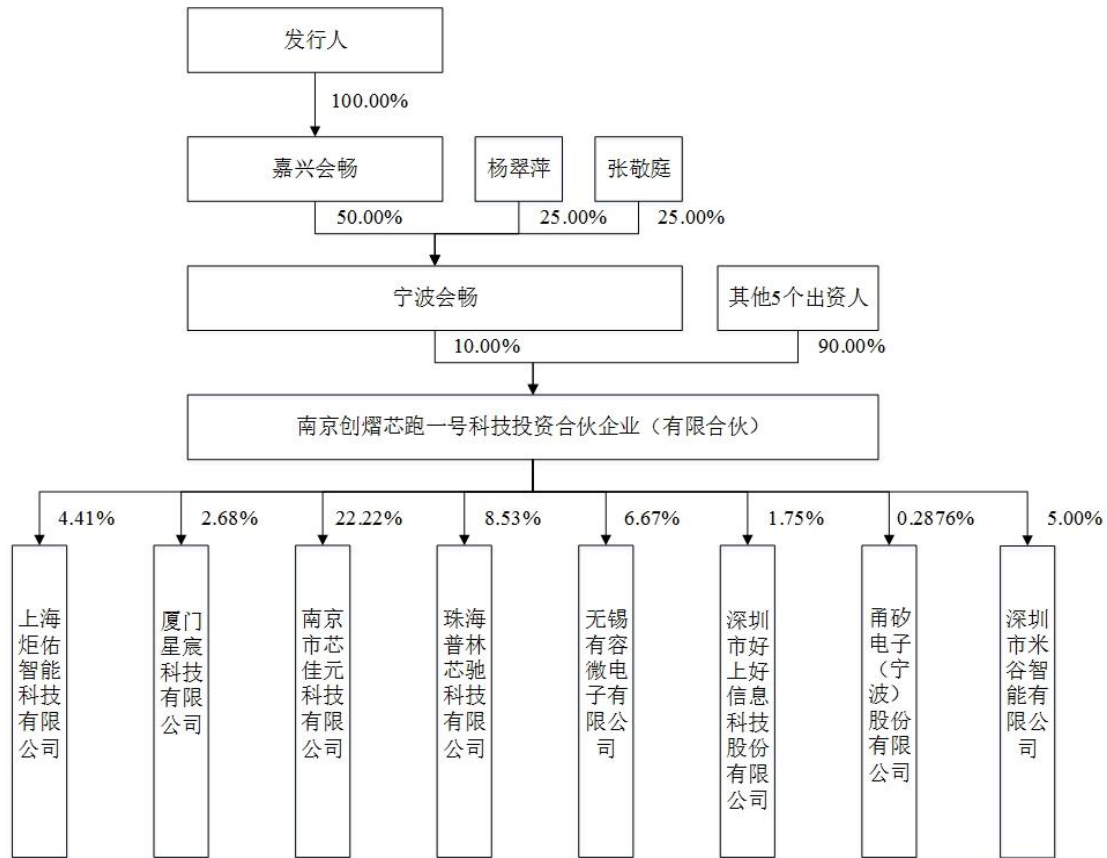 发行人
100.00%
嘉兴会畅
杨翠萍
张敬庭
50.00%
25.00%
25.00%
宁波会畅
其他5个出资人
10.00%
90.00%
南京创熠芯跑一号科技投资合伙企业（有限合伙）
4.41%
2.68%
22.22%
8.53%
6.67%
1.75%
0.2876%
5.00%
上海
炬佑
智能
科技
有限
公司
厦门
星宸
科技
有限
公司
南京
市芯
佳元
科技
有限
公司
珠海
普林
芯驰
科技
有限
公司
无锡
有容
微电
子有
限公
司
深圳
市好
上好
信息
科技
股份
有限
公司
甬矽
电子
（宁
波）
股份
有限
公司
深圳
市米
谷智
能有
限公
司